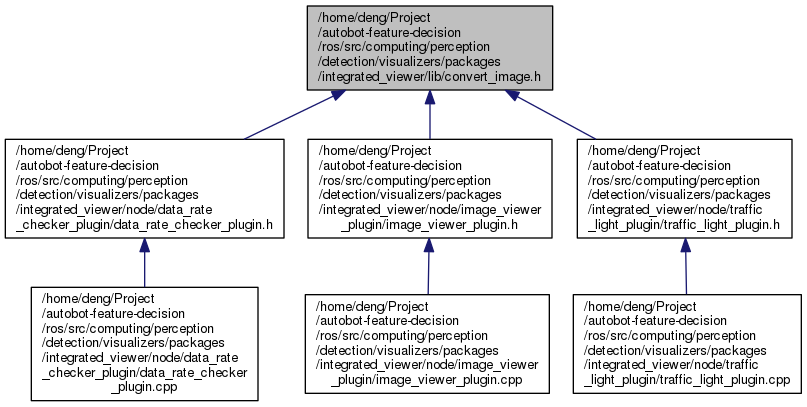 /home/deng/Project
/autobot-feature-decision
/ros/src/computing/perception
/detection/visualizers/packages
/integrated_viewer/lib/convert_image.h
/home/deng/Project
/autobot-feature-decision
/ros/src/computing/perception
/detection/visualizers/packages
/integrated_viewer/node/data_rate
_checker_plugin/data_rate_checker_plugin.h
/home/deng/Project
/autobot-feature-decision
/ros/src/computing/perception
/detection/visualizers/packages
/integrated_viewer/node/image_viewer
_plugin/image_viewer_plugin.h
/home/deng/Project
/autobot-feature-decision
/ros/src/computing/perception
/detection/visualizers/packages
/integrated_viewer/node/traffic
_light_plugin/traffic_light_plugin.h
/home/deng/Project
/autobot-feature-decision
/ros/src/computing/perception
/detection/visualizers/packages
/integrated_viewer/node/data_rate
_checker_plugin/data_rate_checker
_plugin.cpp
/home/deng/Project
/autobot-feature-decision
/ros/src/computing/perception
/detection/visualizers/packages
/integrated_viewer/node/image_viewer
_plugin/image_viewer_plugin.cpp
/home/deng/Project
/autobot-feature-decision
/ros/src/computing/perception
/detection/visualizers/packages
/integrated_viewer/node/traffic
_light_plugin/traffic_light_plugin.cpp